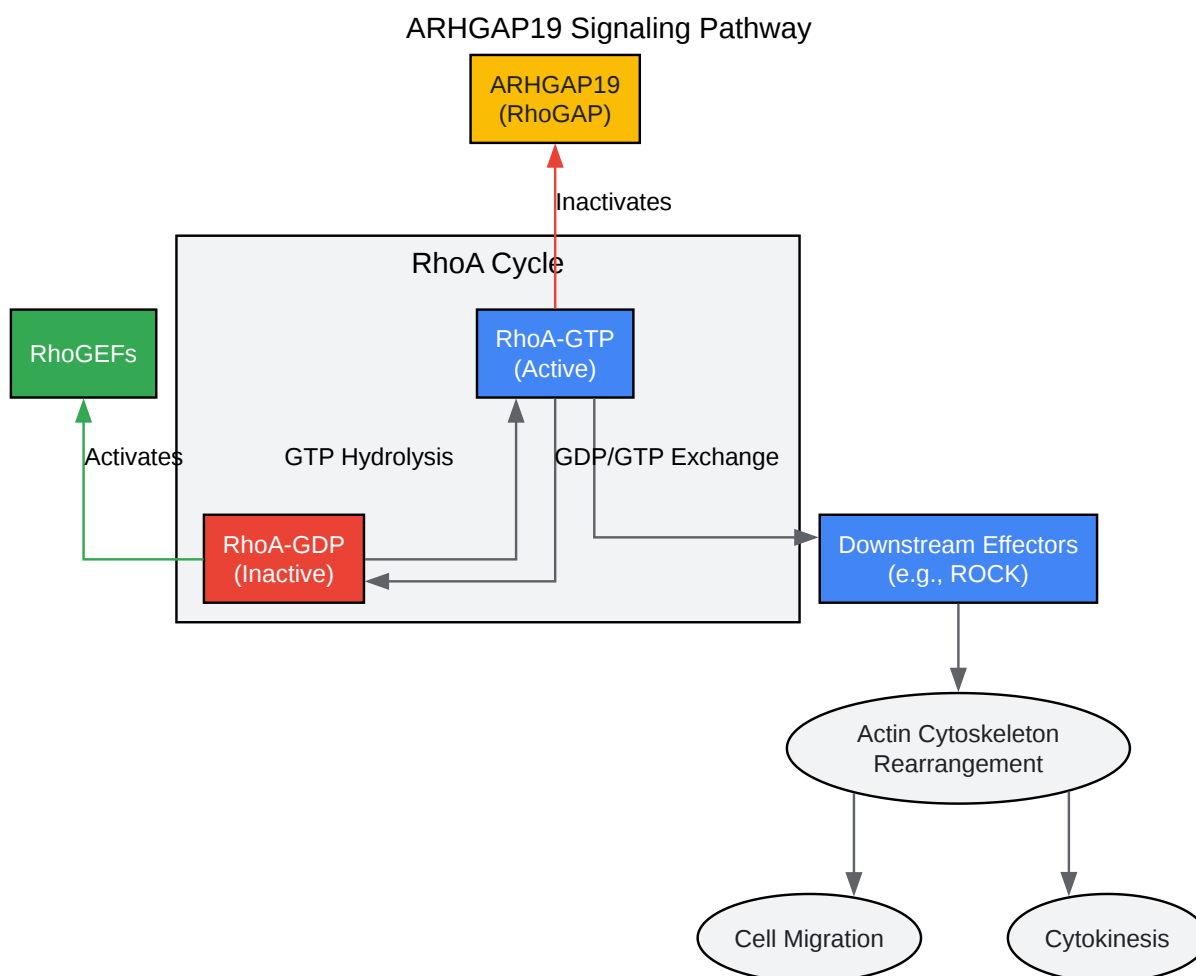 ARHGAP19 Signaling Pathway
ARHGAP19
(RhoGAP)
Inactivates
RhoA Cycle
RhoGEFs
RhoA-GTP
(Active)
Activates
GTP Hydrolysis
GDP/GTP Exchange
RhoA-GDP
(Inactive)
Downstream Effectors
(e.g., ROCK)
Actin Cytoskeleton
Rearrangement
Cell Migration
Cytokinesis